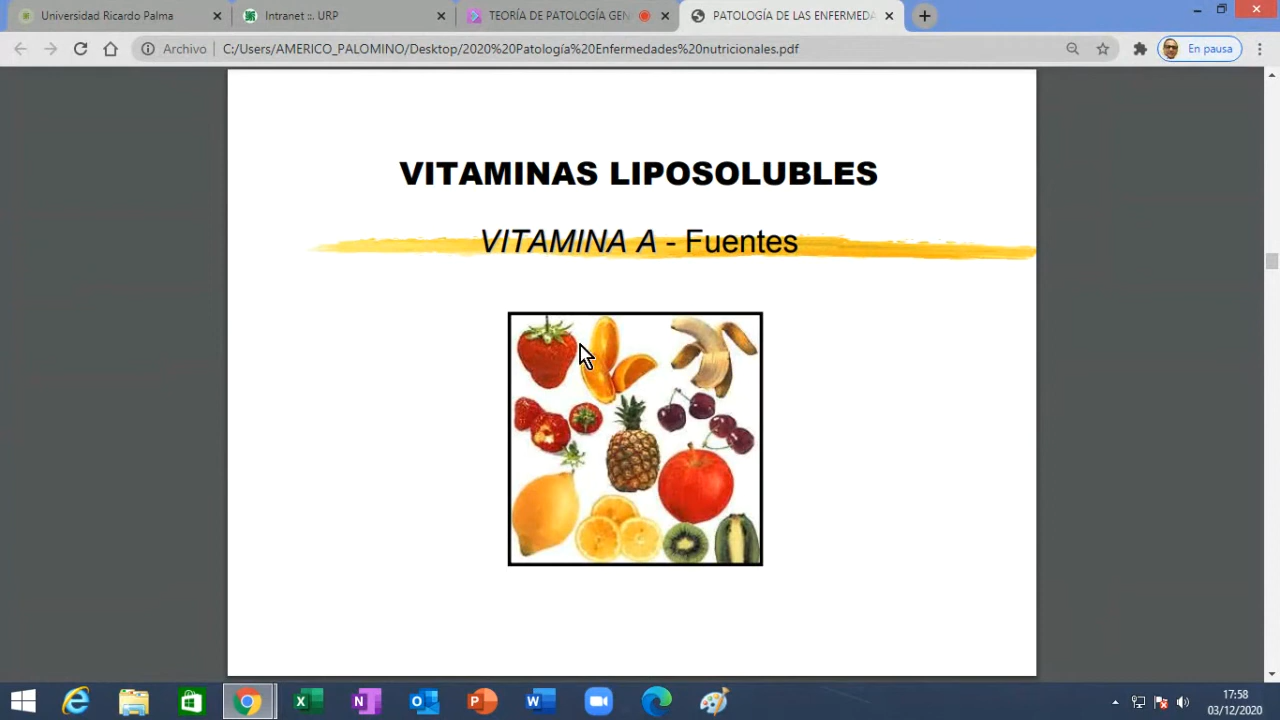 Universidad Ricardo Palma
Intranet ::. URP
TEORÍA DE PATOLOGÍA GEN
PATOLOGÍA DE LAS ENFERMEDA
Archivo
C:/Users/AMERICO_PALOMINO/Desktop/2020%20Patología%20Enfermedades%20nutricionales.pdf
En pausa
VITAMINAS LIPOSOLUBLES
VITAMINA A - Fuentes
17:58
03/12/2020